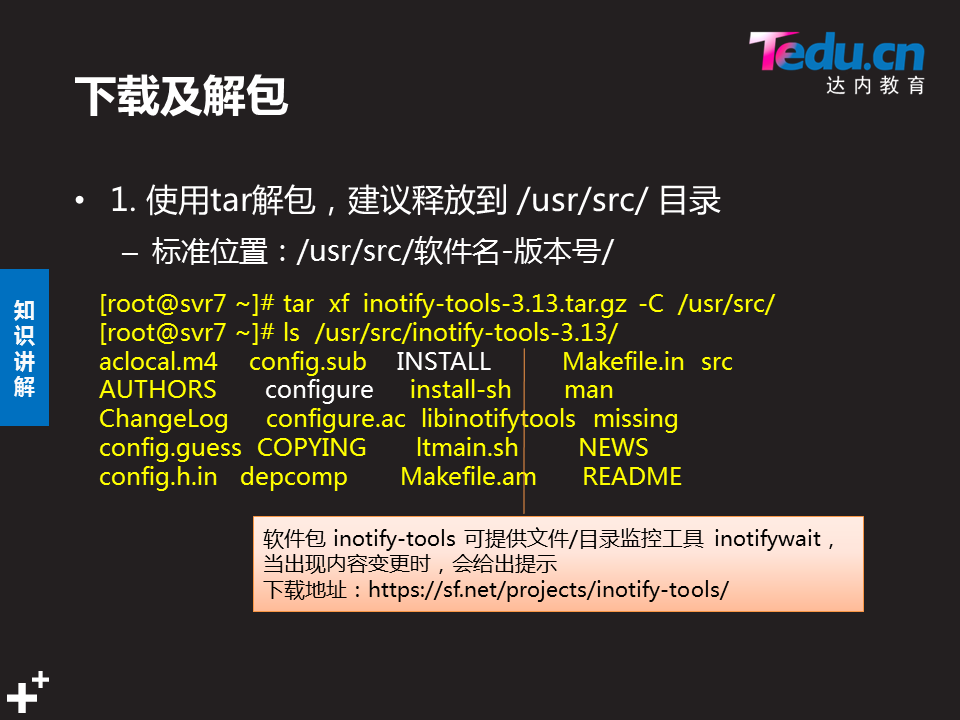 Tedu.cn
达内教育
下载及解包
• 1. 使用tar解包，建议释放到 /usr/src/ 目录
– 标准位置：/usr/src/软件名-版本号/
知识讲解
[root@svr7 ~]# tar xf inotify-tools-3.13.tar.gz -C /usr/src/
[root@svr7 ~]# ls /usr/src/inotify-tools-3.13/
aclocal.m4 config.sub INSTALL Makefile.in src
AUTHORS configure install-sh man
ChangeLog configure.ac libinotifytools missing
config.guess COPYING ltmain.sh NEWS
config.h.in depcomp Makefile.am README
软件包 inotify-tools 可提供文件/目录监控工具 inotifywait，
当出现内容变更时，会给出提示
下载地址：https://sf.net/projects/inotify-tools/